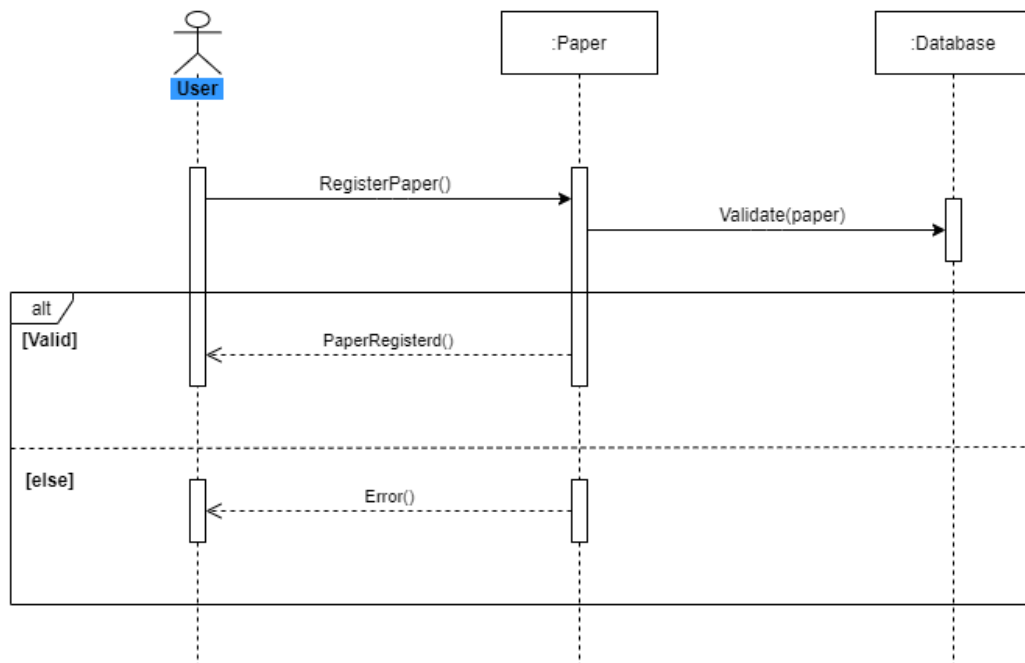 :Paper
:Database
User
RegisterPaper()
Validate(paper)
alt
[Valid]
PaperRegisterd()
[else]
Error()